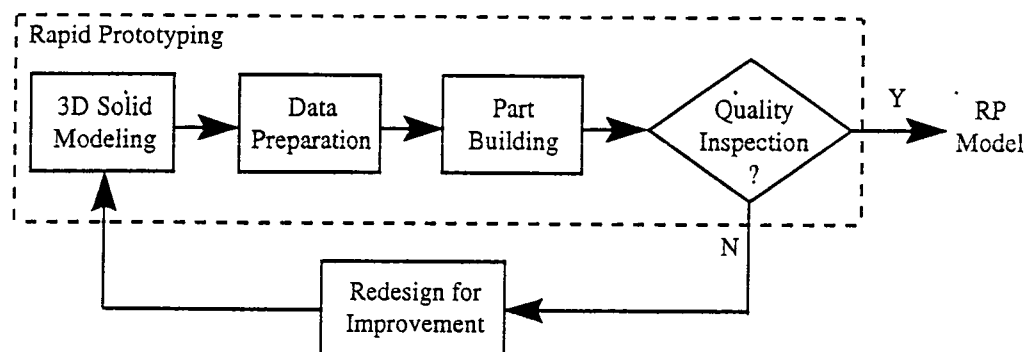 Rapid Prototyping
3D Solid
Modeling
Data
Preparation
Part
Building
Quality
Inspection
?
Y
RP
Model
N
Redesign for
Improvement